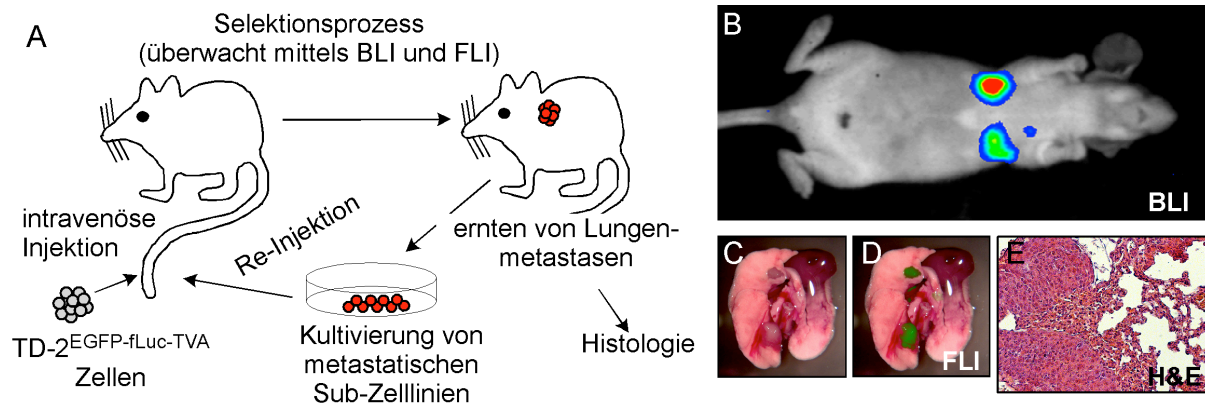 A
Selektionsprozess
(überwacht mittels BLI und FLI)
intravenöse
Injektion
Re-Injektion
ernten von Lungen-
metastasen
TD-2EGFP-fLuc-TVA
Zellen
Kultivierung von
metastatischen
Sub-Zelllinien
Histologie
B
BLI
C
D
FLI
E
H&E